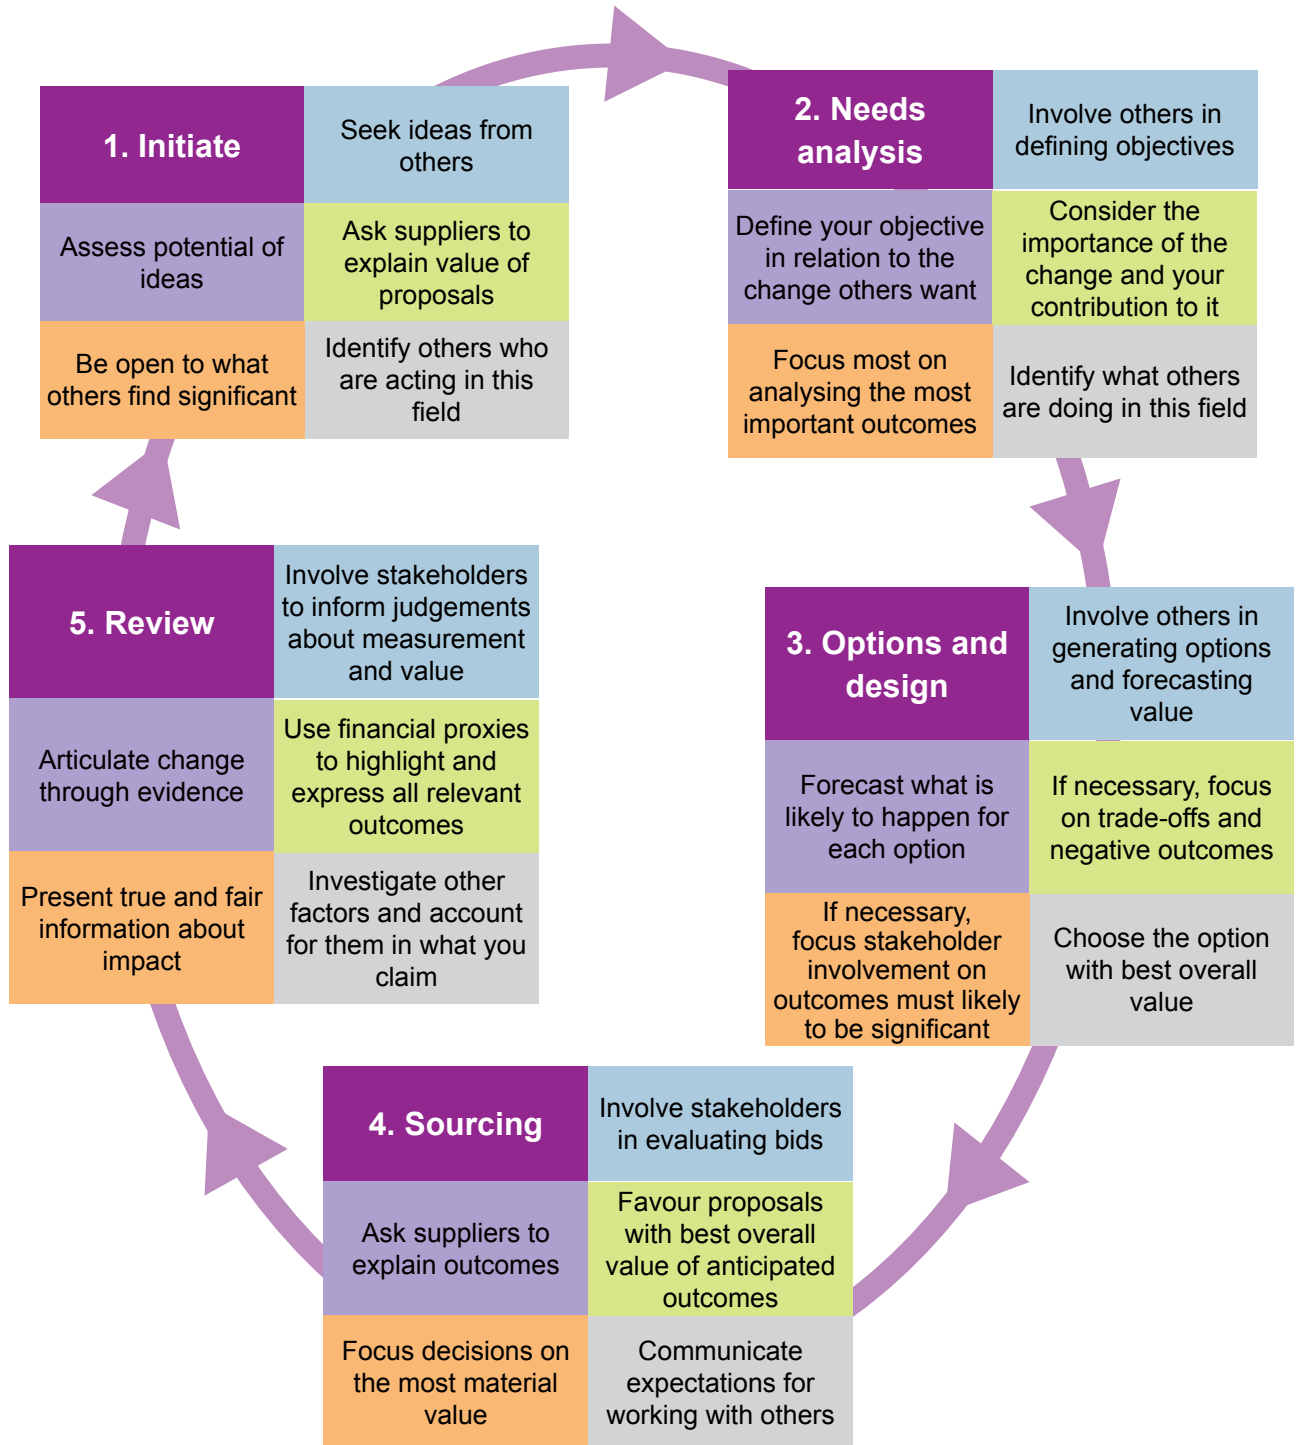 1. Initiate
Seek ideas from
others
Assess potential of
ideas
Ask suppliers to
explain value of
proposals
Be open to what
others find significant
Identify others who
are acting in this
field
2. Needs
analysis
Involve others in
defining objectives
Define your objective
in relation to the
change others want
Consider the
importance of the
change and your
contribution to it
Focus most on
analysing the most
important outcomes
Identify what others
are doing in this field
3. Options and
design
Involve others in
generating options
and forecasting
value
Forecast what is
likely to happen for
each option
If necessary, focus
on trade-offs and
negative outcomes
If necessary,
focus stakeholder
involvement on
outcomes must likely
to be significant
Choose the option
with best overall
value
4. Sourcing
Involve stakeholders
in evaluating bids
Ask suppliers to
explain outcomes
Favour proposals
with best overall
value of anticipated
outcomes
Focus decisions on
the most material
value
Communicate
expectations for
working with others
5. Review
Involve stakeholders
to inform judgements
about measurement
and value
Articulate change
through evidence
Use financial proxies
to highlight and
express all relevant
outcomes
Present true and fair
information about
impact
Investigate other
factors and account
for them in what you
claim